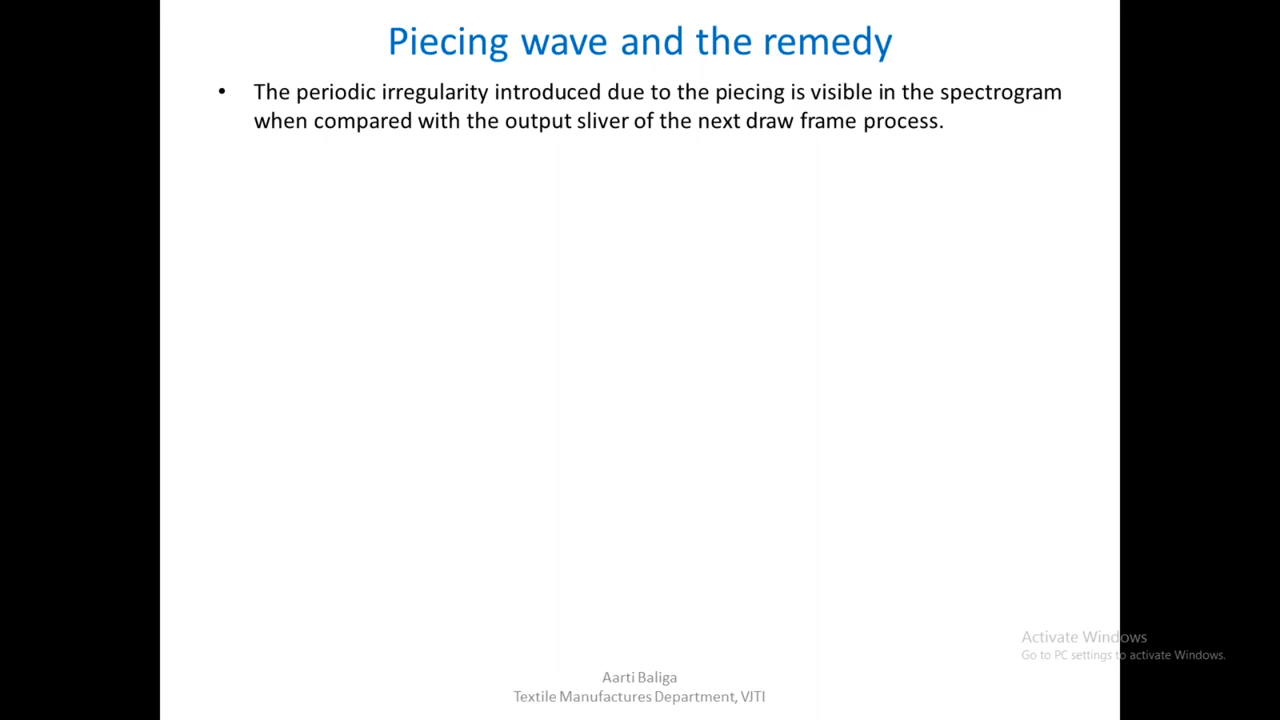 Piecing wave and the remedy
• The periodic irregularity introduced due to the piecing is visible in the spectrogram
when compared with the output sliver of the next draw frame process.
Activate Windows
Go to PC settings to activate Windows.
Aarti Baliga
Textile Manufactures Department, VJTI